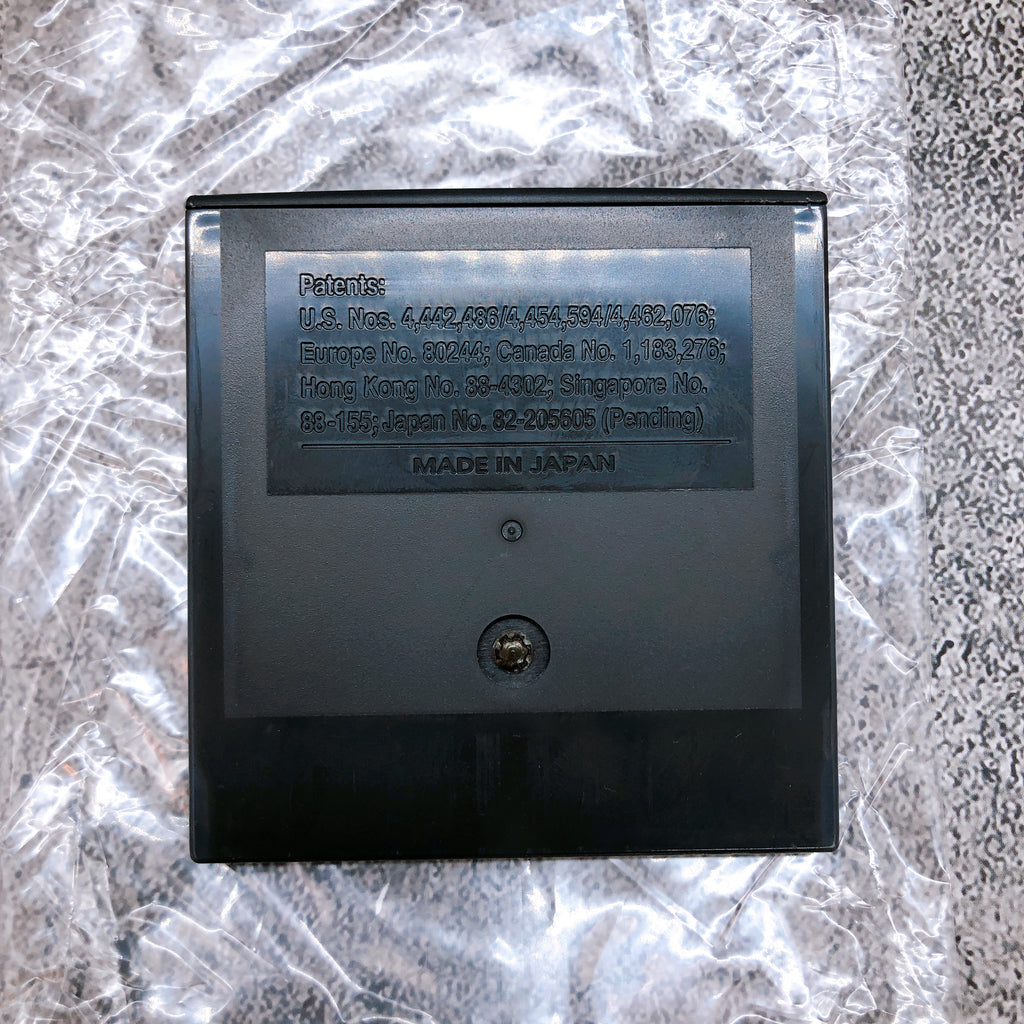 Patents:
U.S. Nos. 4,442,486/4,454,594/4,462,076;
Europe No. 80244; Canada No. 1,183,276;
Hong Kong No. 88-4302; Singapore No.
88-155; Japan No. 82-205605 (Pending)
MADE IN JAPAN